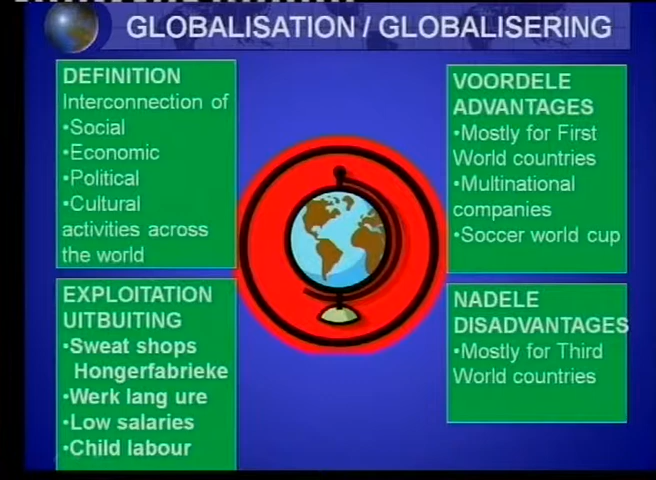 GLOBALISATION / GLOBALISERING
DEFINITION
Interconnection of
•Social
•Economic
•Political
•Cultural
activities across
the world
VOORDELE
ADVANTAGES
•Mostly for First
World countries
•Multinational
companies
•Soccer world cup
EXPLOITATION
UITBUITING
•Sweat shops
Hongerfabrieke
•Werk lang ure
•Low salaries
•Child labour
NADELE
DISADVANTAGES
•Mostly for Third
World countries